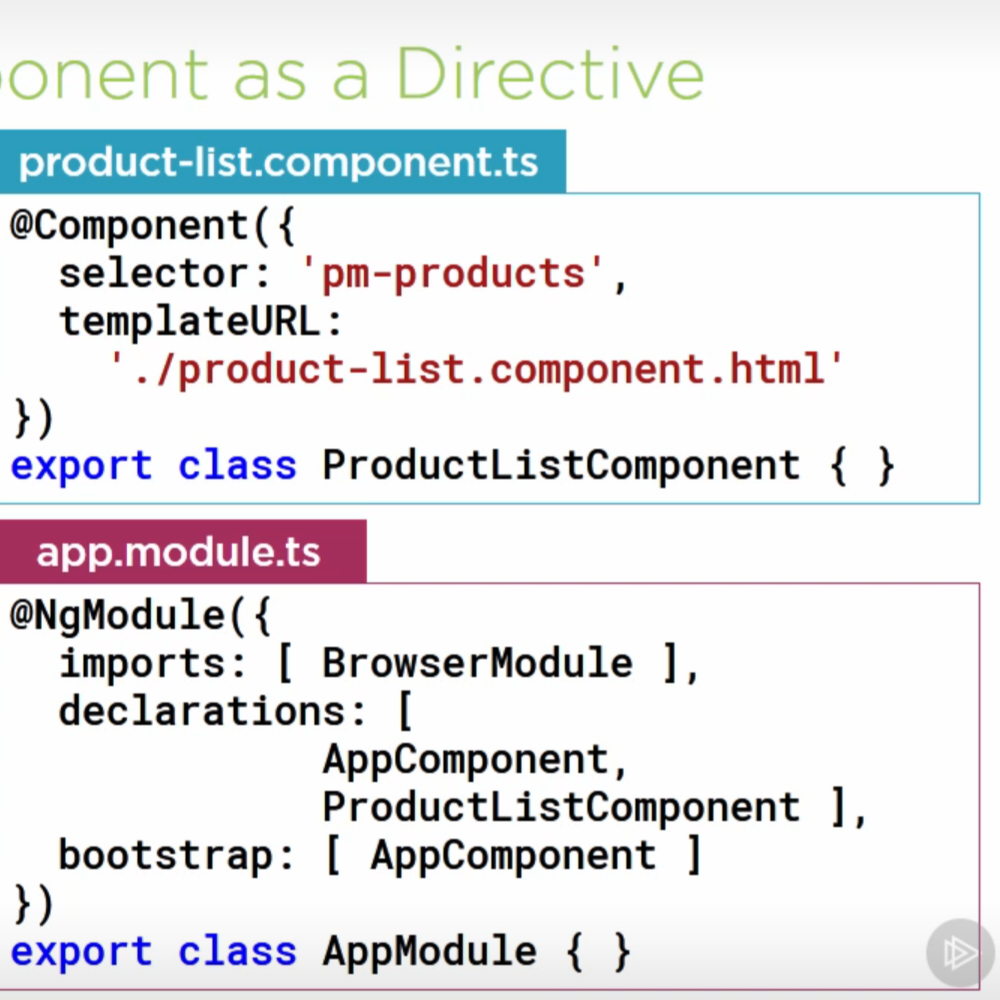 onent as a Directive
product-list.component.ts
@Component({
  selector: 'pm-products',
  templateURL:
    './product-list.component.html'
})
export class ProductListComponent { }
app.module.ts
@NgModule({
  imports: [ BrowserModule ],
  declarations: [
             AppComponent,
             ProductListComponent ],
  bootstrap: [ AppComponent ]
})
export class AppModule { }